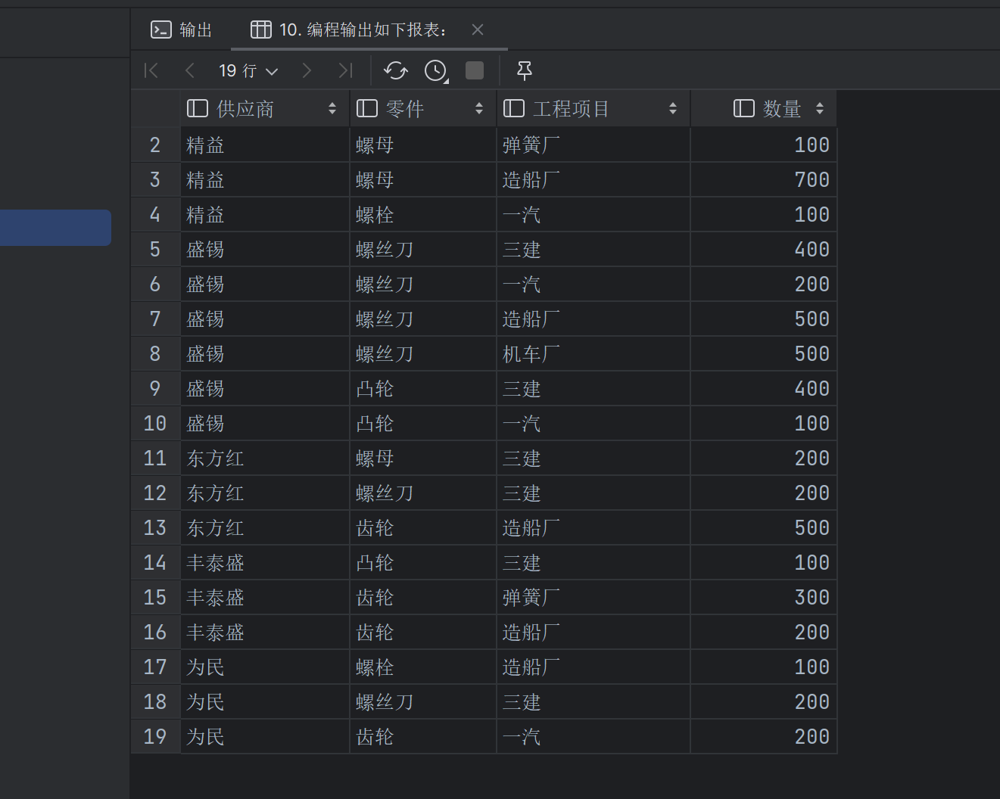 输出 10. 编程输出如下报表：
19 行
供应商 零件 工程项目 数量
2 精益 螺母 弹簧厂 100
3 精益 螺母 造船厂 700
4 精益 螺栓 一汽 100
5 盛锡 螺丝刀 三建 400
6 盛锡 螺丝刀 一汽 200
7 盛锡 螺丝刀 造船厂 500
8 盛锡 螺丝刀 机车厂 500
9 盛锡 凸轮 三建 400
10 盛锡 凸轮 一汽 100
11 东方红 螺母 三建 200
12 东方红 螺丝刀 三建 200
13 东方红 齿轮 造船厂 500
14 丰泰盛 凸轮 三建 100
15 丰泰盛 齿轮 弹簧厂 300
16 丰泰盛 齿轮 造船厂 200
17 为民 螺栓 造船厂 100
18 为民 螺丝刀 三建 200
19 为民 齿轮 一汽 200